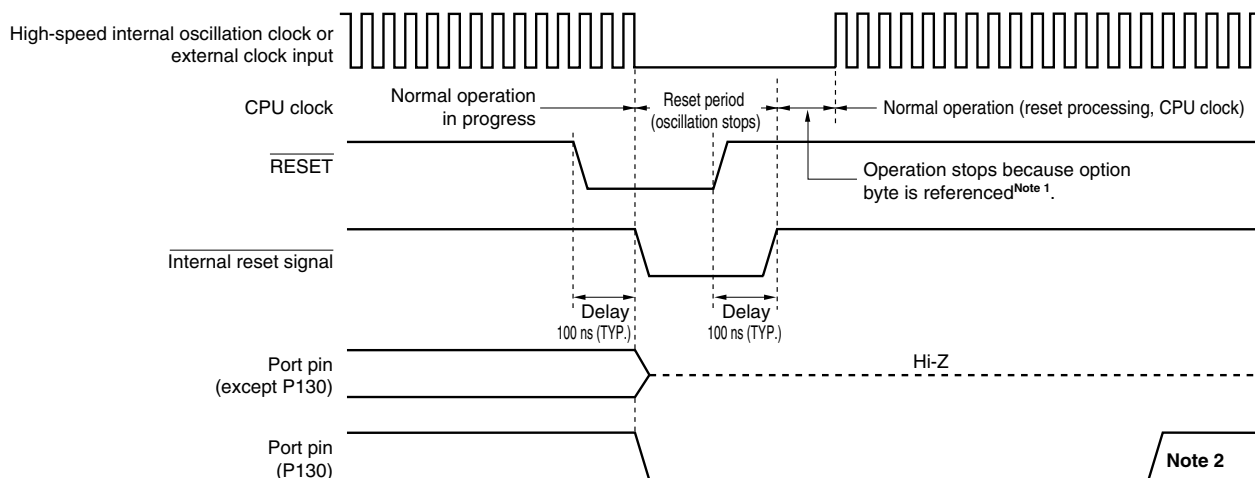 High-speed internal oscillation clock or
external clock input
CPU clock
Normal operation
in progress
Reset period
(oscillation stops)
Normal operation (reset processing, CPU clock)
RESET
Operation stops because option
byte is referencedNote 1.
Internal reset signal
Delay
100 ns (TYP.)
Delay
100 ns (TYP.)
Port pin
(except P130)
Hi-Z
Port pin
(P130)
Note 2